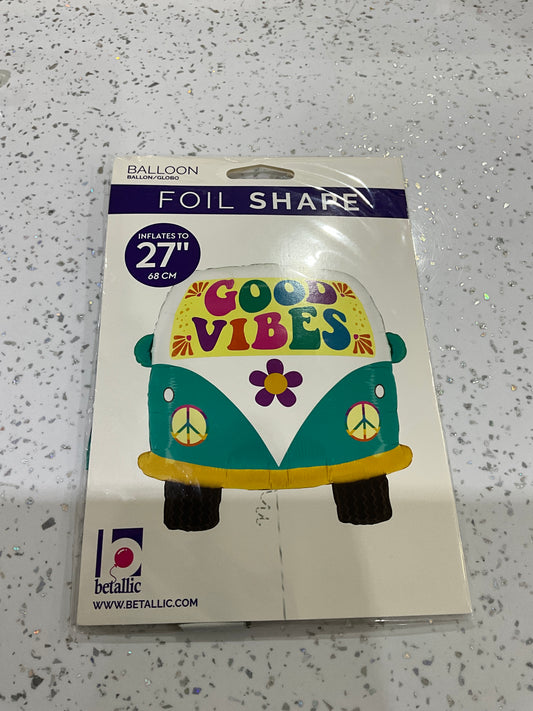 BALLOON
BALLON/GLOBO
FOIL SHAPE
INFLATES TO
27"
68 CM
GOOD
VIBES
betallic
WWW.BETALLIC.COM